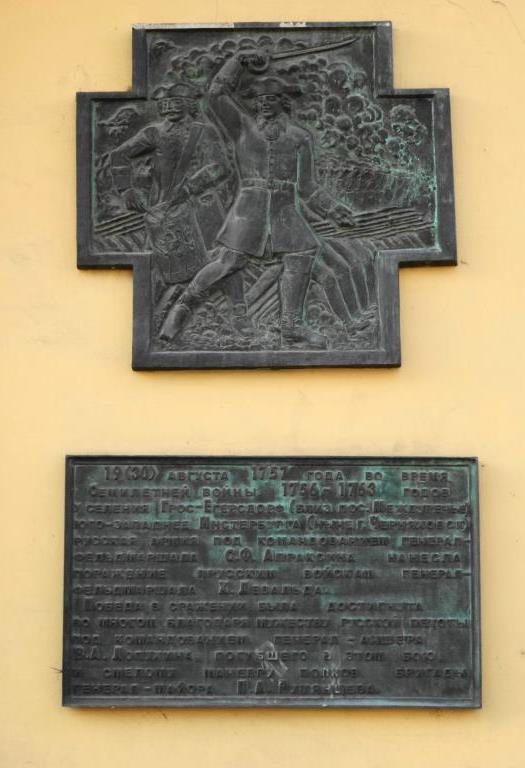 19(30) АВГУСТА 1757 ГОДА ВО ВРЕМЯ
СЕМИЛЕТНЕЙ ВОЙНЫ 1756-1763 ГОДОВ
У СЕЛЕНИЯ ГРОС-ЕГЕРСДОРФ (БЛИЗ ПОС. МЕЖДУРЕЧЬЕ)
ЮГО-ЗАПАДНЕЕ ИНСТЕРБУРГА (НЫНЕ Г. ЧЕРНЯХОВСК)
РУССКАЯ АРМИЯ ПОД КОМАНДОВАНИЕМ ГЕНЕРАЛ-
ФЕЛЬДМАРШАЛА С.Ф. АПРАКСИНА НАНЕСЛА
ПОРАЖЕНИЕ ПРУССКИМ ВОЙСКАМ ГЕНЕРАЛ-
ФЕЛЬДМАРШАЛА Х. ЛЕВАЛЬДА.
ПОБЕДА В СРАЖЕНИИ БЫЛА ДОСТИГНУТА
ВО МНОГОМ БЛАГОДАРЯ МУЖЕСТВУ РУССКОЙ ПЕХОТЫ
ПОД КОМАНДОВАНИЕМ ГЕНЕРАЛ-АНШЕФА
В.А. ЛОПУХИНА, ПОГИБШЕГО В ЭТОМ БОЮ,
И СМЕЛОМУ МАНЕВРУ ПОЛКОВ БРИГАДЫ
ГЕНЕРАЛ-МАЙОРА П.А. РУМЯНЦЕВА.